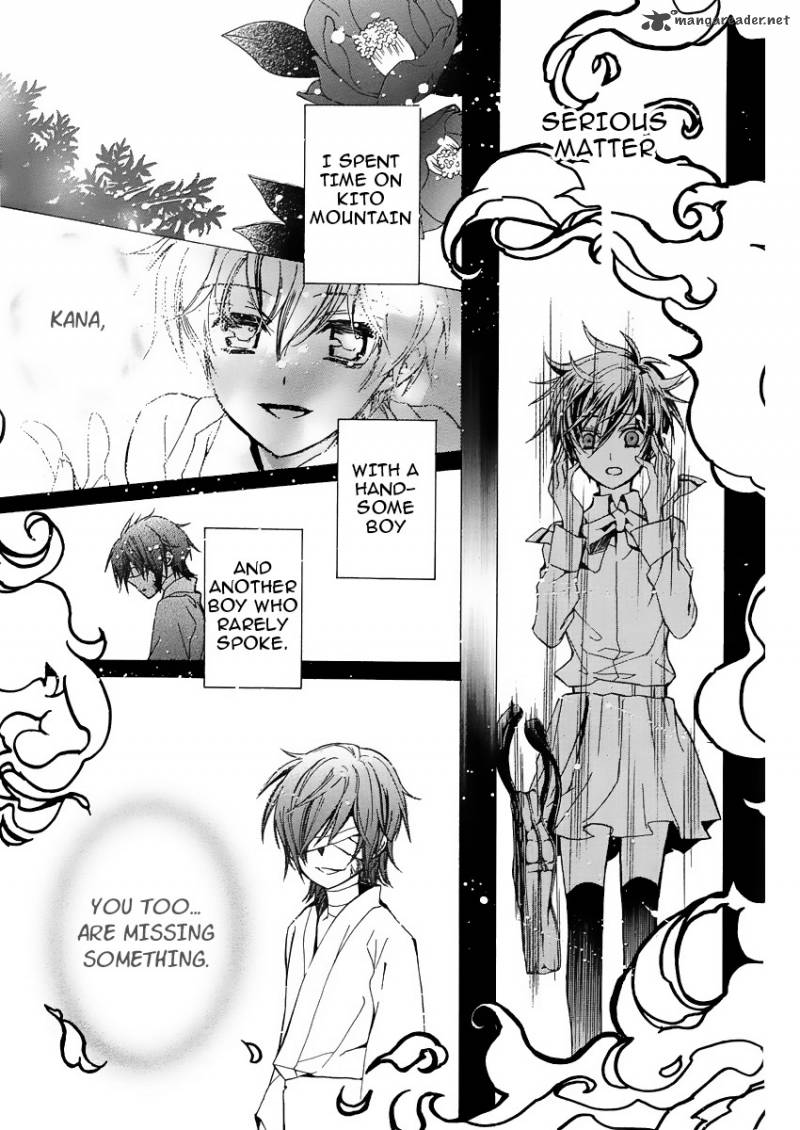 mangareader.net
SERIOUS
MATTER
I SPENT
TIME ON
KITO
MOUNTAIN
KANA,
WITH A
HAND-
SOME
BOY
AND
ANOTHER
BOY WHO
RARELY
SPOKE.
YOU TOO...
ARE MISSING
SOMETHING.